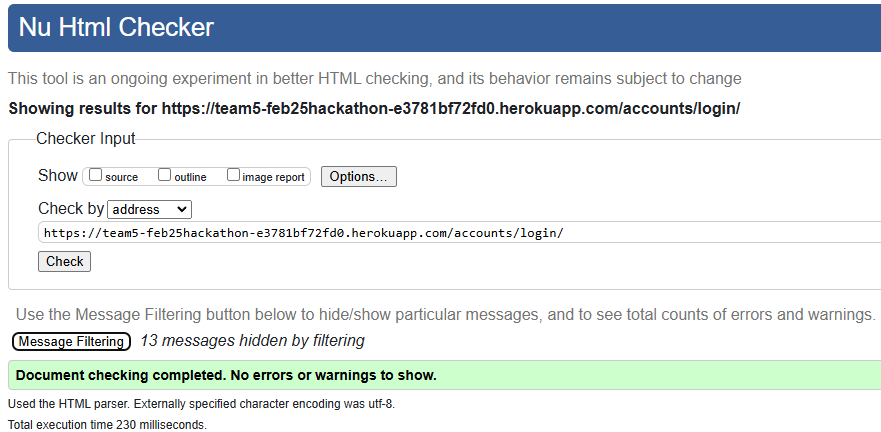 Nu Html Checker
This tool is an ongoing experiment in better HTML checking, and its behavior remains subject to change
Showing results for https://team5-feb25hackathon-e3781bf72fd0.herokuapp.com/accounts/login/
Checker Input
Show source outline image report Options...
Check by address
https://team5-feb25hackathon-e3781bf72fd0.herokuapp.com/accounts/login/
Check
Use the Message Filtering button below to hide/show particular messages, and to see total counts of errors and warnings.
Message Filtering 13 messages hidden by filtering
Document checking completed. No errors or warnings to show.
Used the HTML parser. Externally specified character encoding was utf-8.
Total execution time 230 milliseconds.